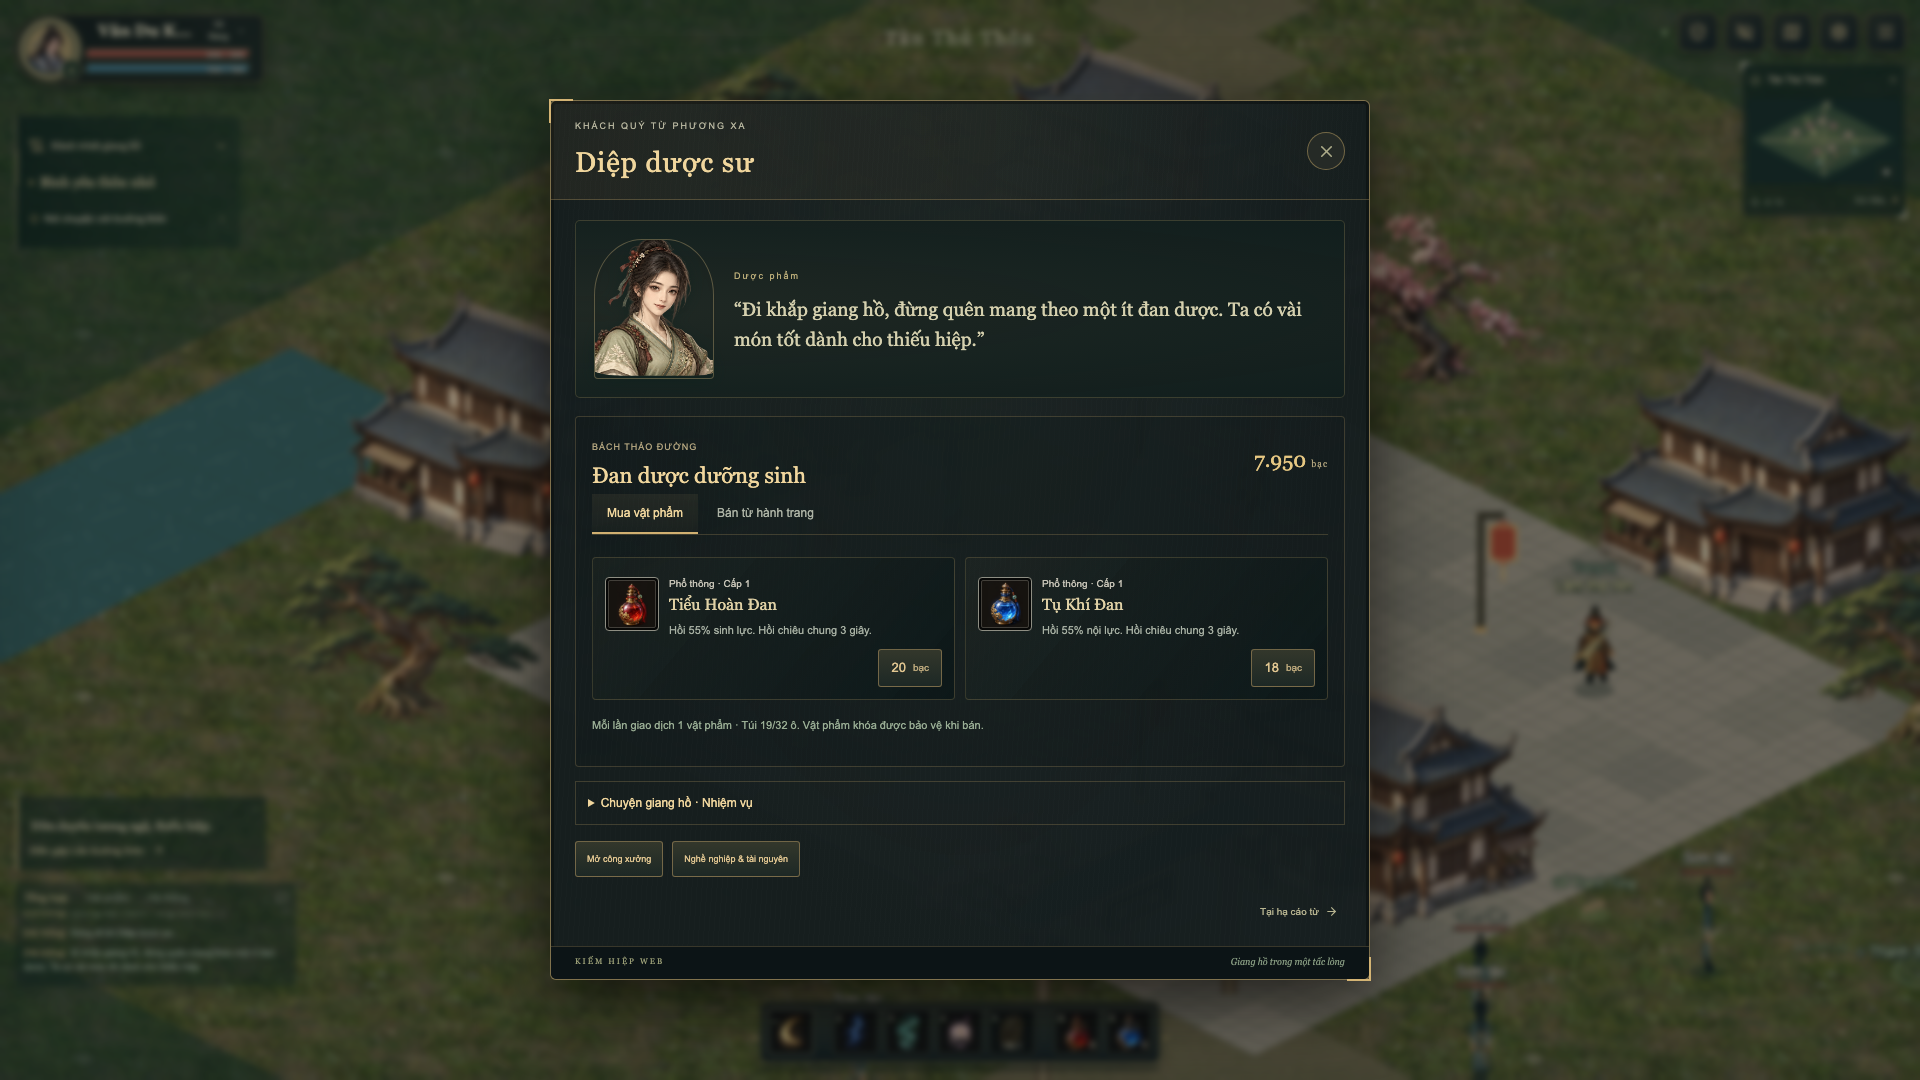 KHÁCH QUÝ TỪ PHƯƠNG XA
Diệp dược sư
Dược phẩm
“Đi khắp giang hồ, đừng quên mang theo một ít đan dược. Ta có vài
món tốt dành cho thiếu hiệp.”
BÁCH THẢO ĐƯỜNG
Đan dược dưỡng sinh
7.950 bạc
Mua vật phẩm
Bán từ hành trang
Phổ thông · Cấp 1
Tiểu Hoàn Đan
Hồi 55% sinh lực. Hồi chiêu chung 3 giây.
20 bạc
Phổ thông · Cấp 1
Tụ Khí Đan
Hồi 55% nội lực. Hồi chiêu chung 3 giây.
18 bạc
Mỗi lần giao dịch 1 vật phẩm · Túi 19/32 ô. Vật phẩm khóa được bảo vệ khi bán.
Chuyện giang hồ · Nhiệm vụ
Mở công xưởng
Nghề nghiệp & tài nguyên
Tại hạ cáo từ
KIẾM HIỆP WEB
Giang hồ trong một tấc lòng